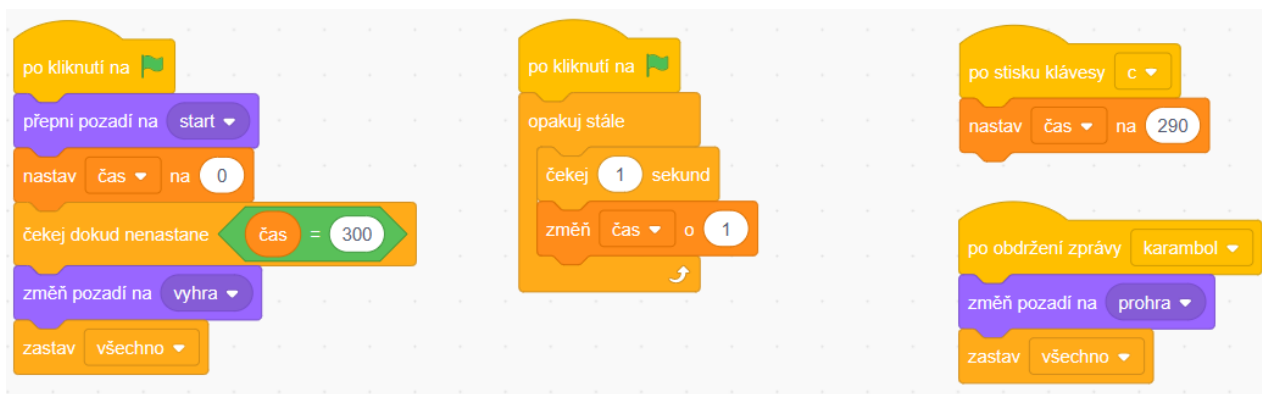 po kliknutí na
přepni pozadí na start
nastav čas na 0
čekej dokud nenastane čas = 300
změň pozadí na vyhra
zastav všechno
po kliknutí na
opakuj stále
čekej 1 sekund
změň čas o 1
po stisku klávesy c
nastav čas na 290
po obdržení zprávy karambol
změň pozadí na prohra
zastav všechno